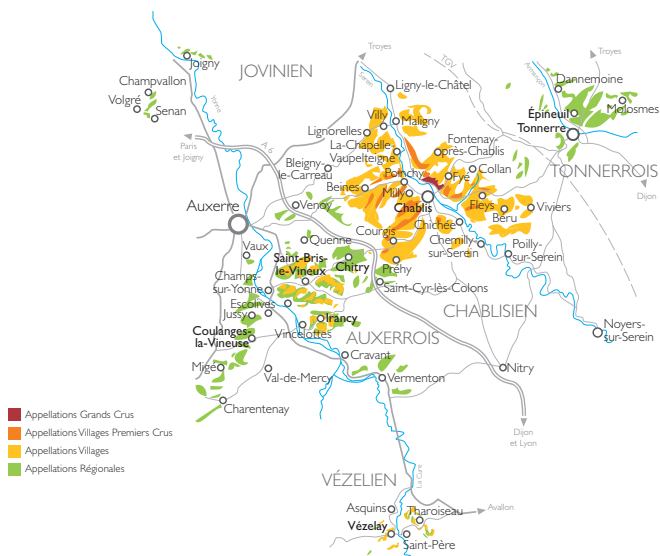 Troyes
Joigny
JOVINIEN
TGV
Troyes
Serein
Armançon
Champvallon
Yonne
Ligny-le-Châtel
Dannemoine
Volgré
Senan
Villy
Maligny
Molosmes
Épineuil
Lignorelles
Tonnerre
Fontenay-
près-Chablis
La-Chapelle-
Vaupelteigne
Paris
et Joigny
A 6
Bleigny-
le-Carreau
Collan
TONNERROIS
Poinchy
Fyé
Beines
Milly
Dijon
Chablis
Fleys
Viviers
Auxerre
Venoy
Béru
Chichée
Courgis
Quenne
Chemilly-
sur-Serein
Poilly-
sur-Serein
Vaux
Saint-Bris-
le-Vineux
Chitry
Préhy
Champs-
sur-Yonne
Saint-Cyr-lès-Colons
Escolives
CHABLISIEN
Jussy
Irancy
Noyers-
sur-Serein
Coulanges-
la-Vineuse
Vincelottes
AUXERROIS
Cravant
Migé
Nitry
Val-de-Mercy
Vermenton
Charentenay
Appellations Grands Crus
Appellations Villages Premiers Crus
Appellations Villages
Appellations Régionales
Dijon
et Lyon
VÉZELIEN
La Cure
Asquins
Tharoiseau
Avallon
Vézelay
Saint-Père